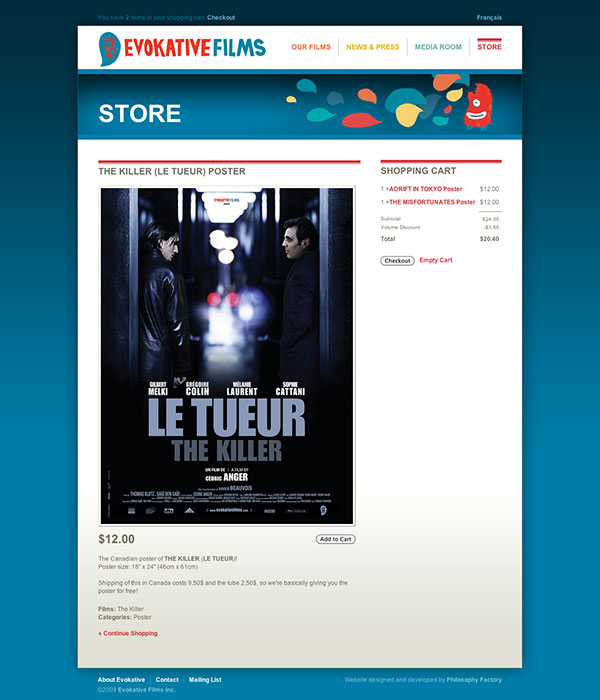 You have 2 items in your shopping cart. Checkout
Français
EVOKATIVE FILMS
OUR FILMS
NEWS & PRESS
MEDIA ROOM
STORE
STORE
THE KILLER (LE TUEUR) POSTER
EVOKATIVE FILMS
GILBERT MELKI
GRÉGOIRE COLIN
MÉLANIE LAURENT
SOPHIE CATTANI
LE TUEUR
THE KILLER
UN FILM DE | A FILM BY
CÉDRIC ANGER
XAVIER BEAUVOIS
www.evokativefilms.com
$12.00
Add to Cart
The Canadian poster of THE KILLER (LE TUEUR)!
Poster size: 18" x 24" (46cm x 61cm)
Shipping of this in Canada costs 9,50$ and the tube 2,50$, so we're basically giving you the
poster for free!
Films: The Killer
Categories: Poster
« Continue Shopping
SHOPPING CART
1 × ADRIFT IN TOKYO Poster $12.00
1 × THE MISFORTUNATES Poster $12.00
Subtotal $24.00
Volume Discount -$3.60
Total $20.40
Checkout
Empty Cart
About Evokative
Contact
Mailing List
Website designed and developed by Philosophy Factory
©2009 Evokative Films Inc.